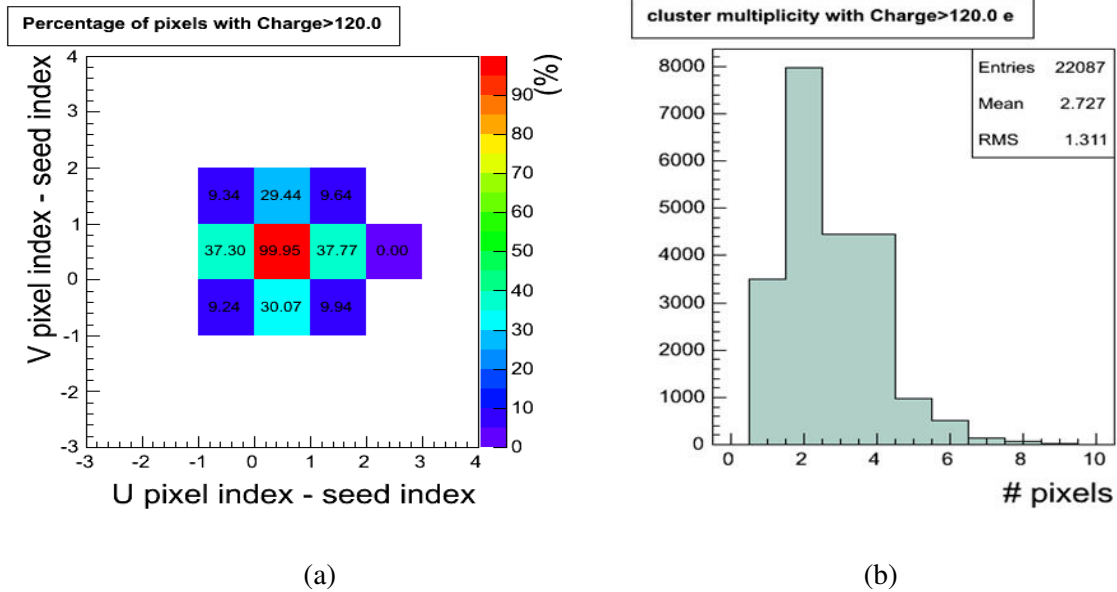 Percentage of pixels with Charge>120.0
V pixel index - seed index
4
3
2
1
0
-1
-2
-3
9.34 29.44 9.64
37.30 99.95 37.77 0.00
9.24 30.07 9.94
-3 -2 -1 0 1 2 3 4
U pixel index - seed index
(%)
90
80
70
60
50
40
30
20
10
0
(a)
cluster multiplicity with Charge>120.0 e
Entries 22087
Mean 2.727
RMS 1.311
8000
7000
6000
5000
4000
3000
2000
1000
0
0 2 4 6 8 10
# pixels
(b)